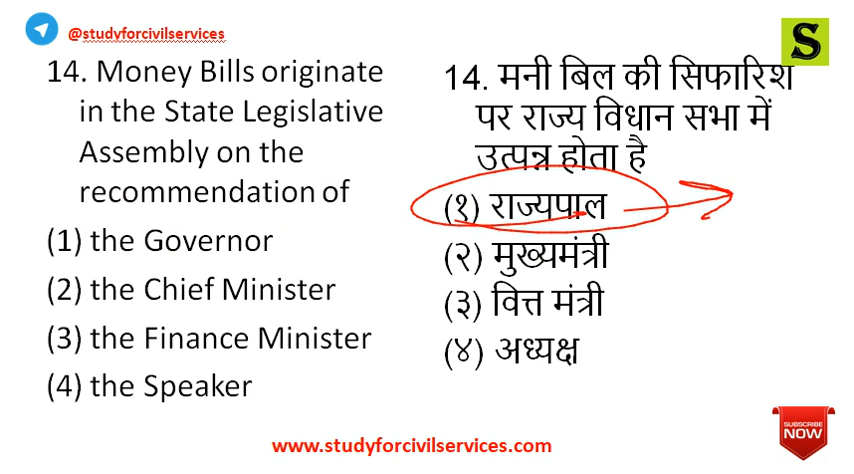 @studyforcivilservices
S
14. Money Bills originate
in the State Legislative
Assembly on the
recommendation of
(1) the Governor
(2) the Chief Minister
(3) the Finance Minister
(4) the Speaker
14. मनी बिल की सिफारिश
पर राज्य विधान सभा में
उत्पन्न होता है
(१) राज्यपाल
(२) मुख्यमंत्री
(३) वित्त मंत्री
(४) अध्यक्ष
www.studyforcivilservices.com
SUBSCRIBE
NOW